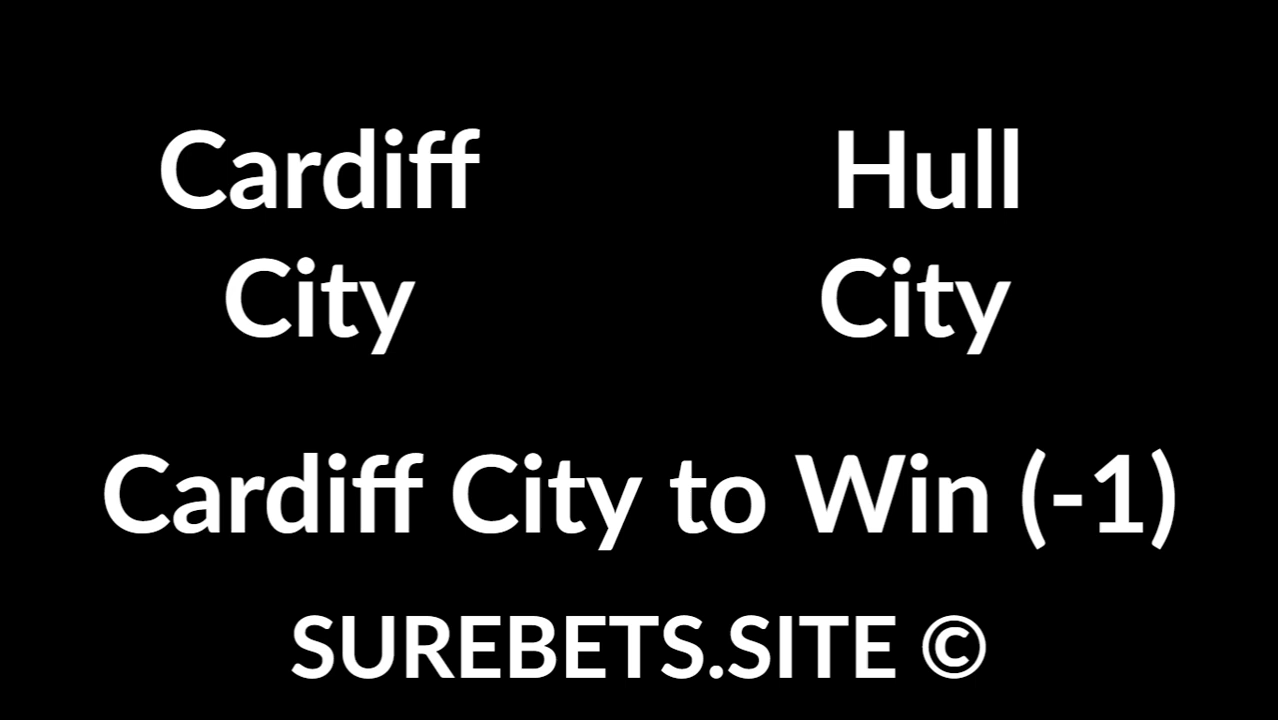 Cardiff City
Hull City
Cardiff City to Win (-1)
SUREBETS.SITE ©